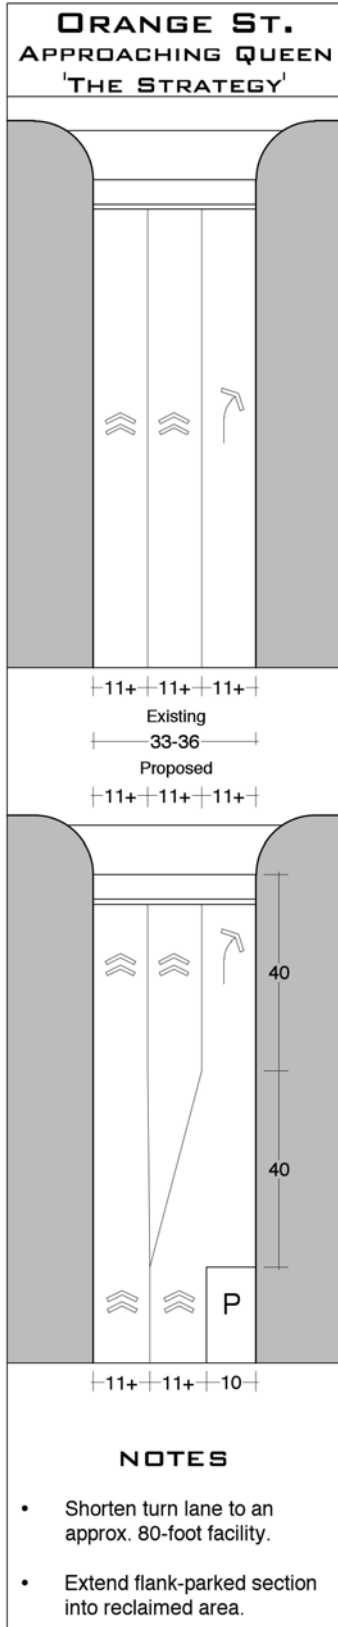 ORANGE ST.
APPROACHING QUEEN
'THE STRATEGY'
11+ 11+ 11+
Existing
33-36
Proposed
11+ 11+ 11+
40
40
P
11+ 11+ 10
NOTES
• Shorten turn lane to an
approx. 80-foot facility.
• Extend flank-parked section
into reclaimed area.